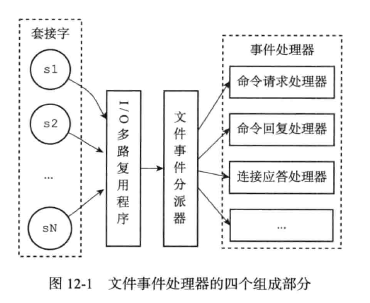 套接字
s1
s2
...
sN
I/O多路复用程序
文件事件分派器
事件处理器
命令请求处理器
命令回复处理器
连接应答处理器
...
图 12-1 文件事件处理器的四个组成部分